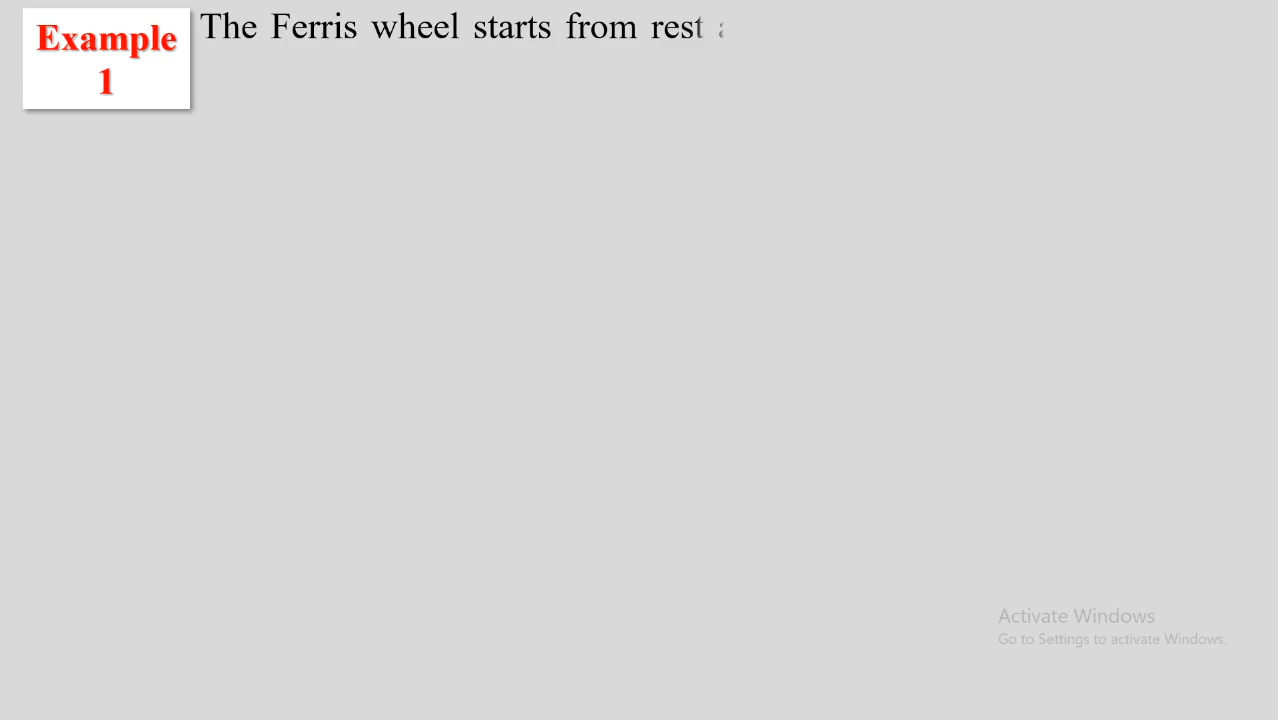 Example
1
The Ferris wheel starts from rest
Activate Windows
Go to Settings to activate Windows.